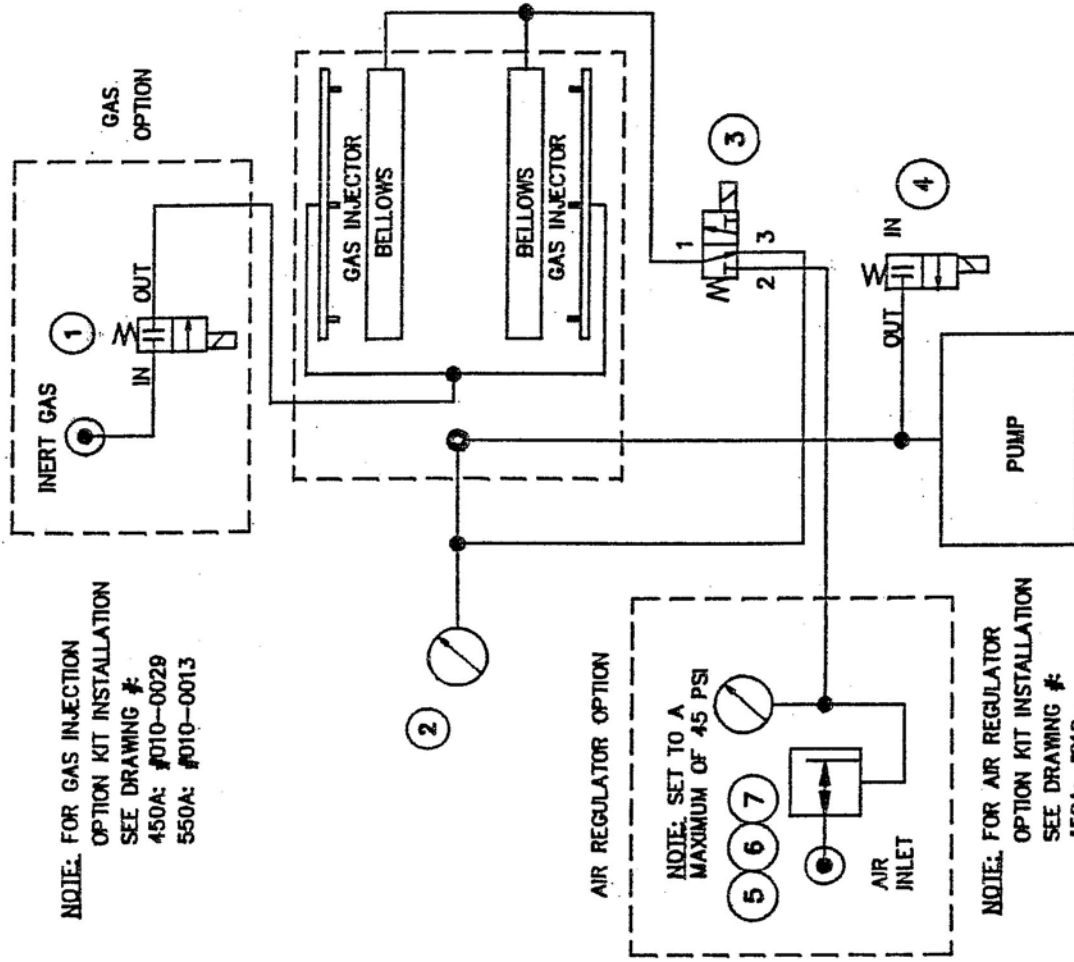 NOTE: FOR GAS INJECTION
OPTION KIT INSTALLATION
SEE DRAWING #:
450A: #010-0029
550A: #010-0013
GAS
OPTION
INERT GAS
1
IN
OUT
GAS INJECTOR
BELLOWS
BELLOWS
GAS INJECTOR
2
1
2
3
3
4
IN
OUT
PUMP
AIR REGULATOR OPTION
NOTE: SET TO A
MAXIMUM OF 45 PSI
5
6
7
AIR
INLET
NOTE: FOR AIR REGULATOR
OPTION KIT INSTALLATION
SEE DRAWING #: